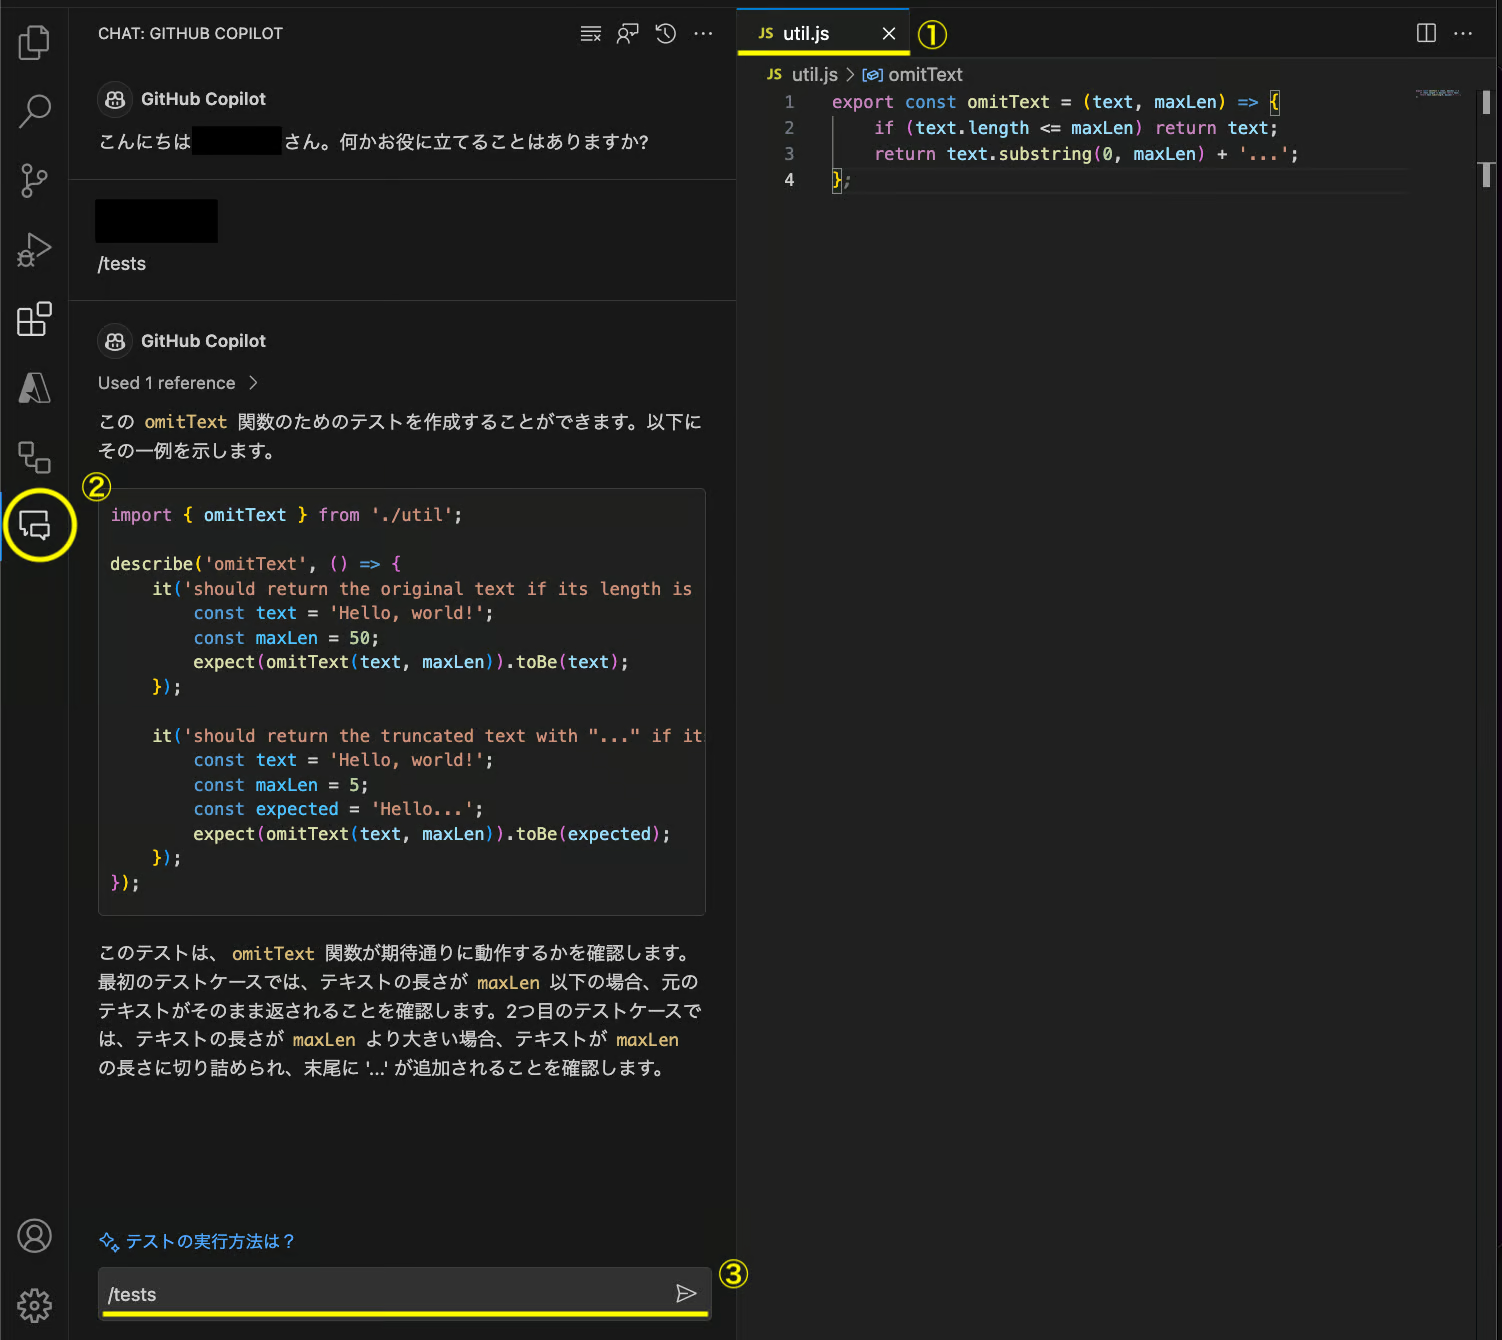 CHAT: GITHUB COPILOT
GitHub Copilot
こんにちは さん。何かお役に立てることはありますか?
/tests
GitHub Copilot
Used 1 reference
この omitText 関数のためのテストを作成することができます。以下に
その一例を示します。
②
import { omitText } from './util';
describe('omitText', () => {
it('should return the original text if its length is
const text = 'Hello, world!';
const maxLen = 50;
expect(omitText(text, maxLen)).toBe(text);
});
it('should return the truncated text with "..." if it
const text = 'Hello, world!';
const maxLen = 5;
const expected = 'Hello...';
expect(omitText(text, maxLen)).toBe(expected);
});
});
このテストは、 omitText 関数が期待通りに動作するかを確認します。
最初のテストケースでは、テキストの長さが maxLen 以下の場合、元の
テキストがそのまま返されることを確認します。2つ目のテストケースで
は、テキストの長さが maxLen より大きい場合、テキストが maxLen
の長さに切り詰められ、末尾に '...' が追加されることを確認します。
テストの実行方法は？
/tests
③
JS util.js
①
JS util.js > omitText
1 export const omitText = (text, maxLen) => {
2 if (text.length <= maxLen) return text;
3 return text.substring(0, maxLen) + '...';
4 };